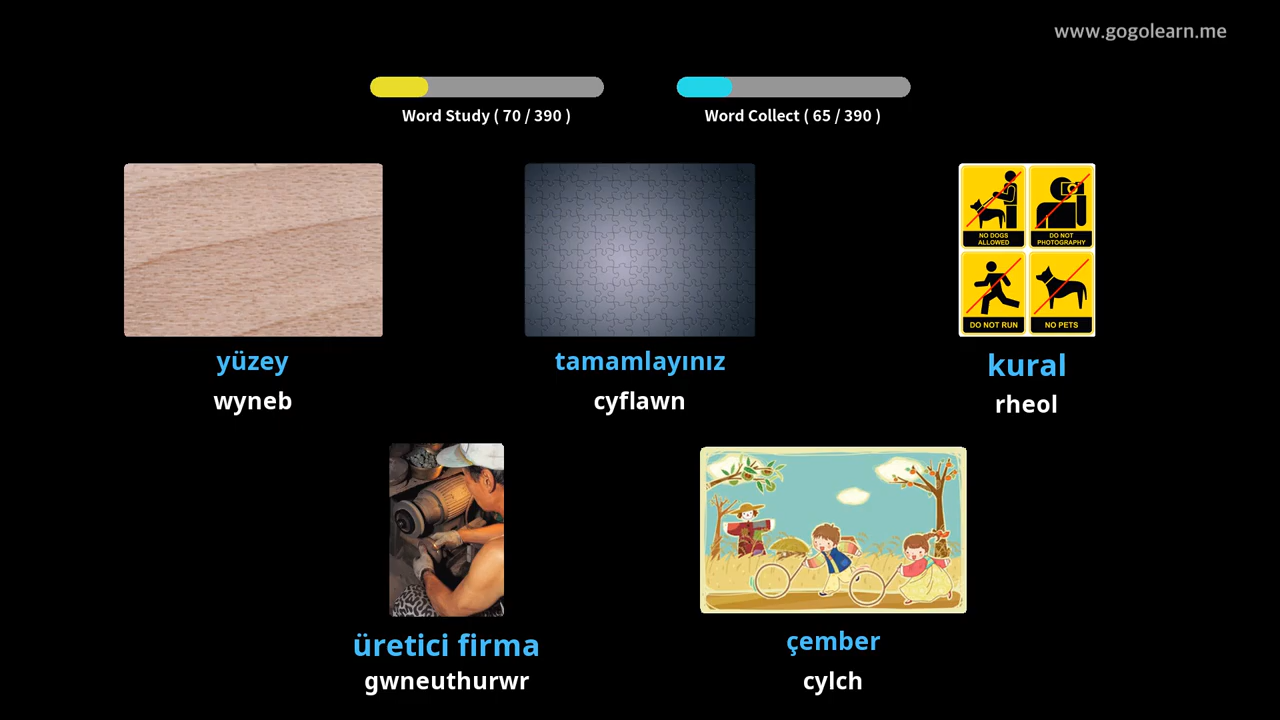 www.gogolearn.me
Word Study ( 70 / 390 )
Word Collect ( 65 / 390 )
NO DOGS
ALLOWED
DO NOT
PHOTOGRAPHY
DO NOT RUN
NO PETS
yüzey
wyneb
tamamlayınız
cyflawn
kural
rheol
üretici firma
gwneuthurwr
çember
cylch